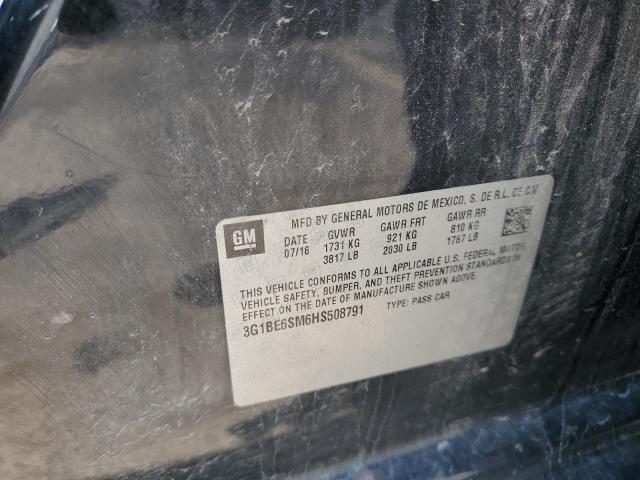 GM
MFD BY GENERAL MOTORS DE MEXICO, S. DE R.L. DE C.V.
DATE GVWR GAWR FRT GAWR RR
07/16 1731 KG 921 KG 810 KG
3817 LB 2030 LB 1787 LB
THIS VEHICLE CONFORMS TO ALL APPLICABLE U.S. FEDERAL MOTOR
VEHICLE SAFETY, BUMPER, AND THEFT PREVENTION STANDARDS IN
EFFECT ON THE DATE OF MANUFACTURE SHOWN ABOVE.
3G1BE6SM6HS508791 TYPE: PASS CAR